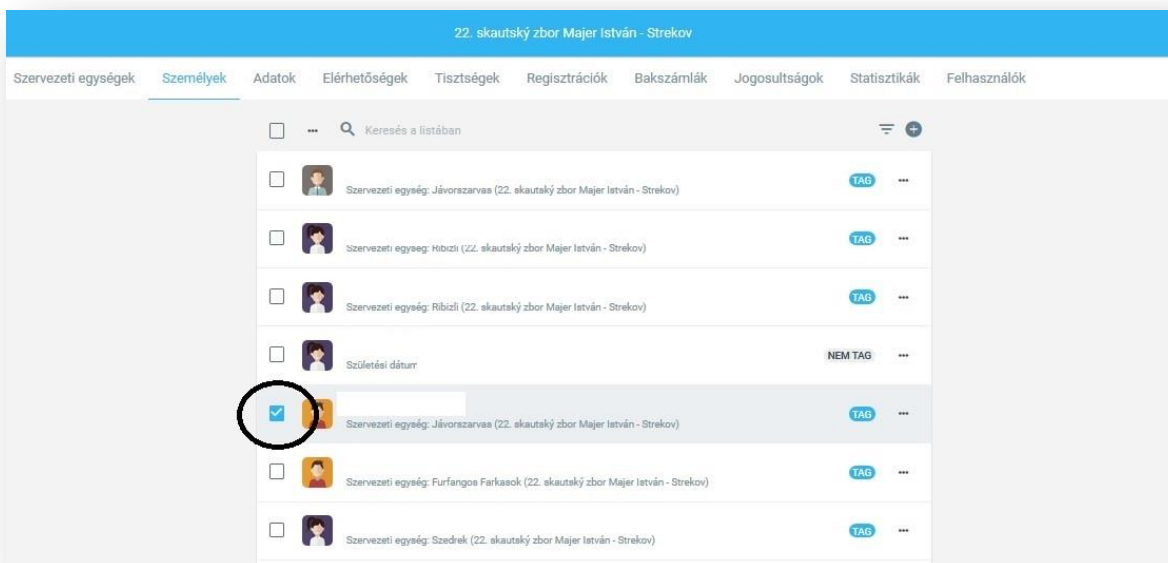 22. skautský zbor Majer István - Strekov
Szervezeti egységek Személyek Adatok Elérhetőségek Tisztségek Regisztrációk Bakszámlák Jogosultságok Statisztikák Felhasználók
Keresés a listában
TAG
Szervezeti egység: Jávorszarvas (22. skautský zbor Majer István - Strekov)
TAG
Szervezeti egység: Ribizli (22. skautský zbor Majer István - Strekov)
TAG
Szervezeti egység: Ribizli (22. skautský zbor Majer István - Strekov)
NEM TAG
Születési dátum
TAG
Szervezeti egység: Jávorszarvas (22. skautský zbor Majer István - Strekov)
TAG
Szervezeti egység: Furfangos Farkasok (22. skautský zbor Majer István - Strekov)
TAG
Szervezeti egység: Szedrek (22. skautský zbor Majer István - Strekov)